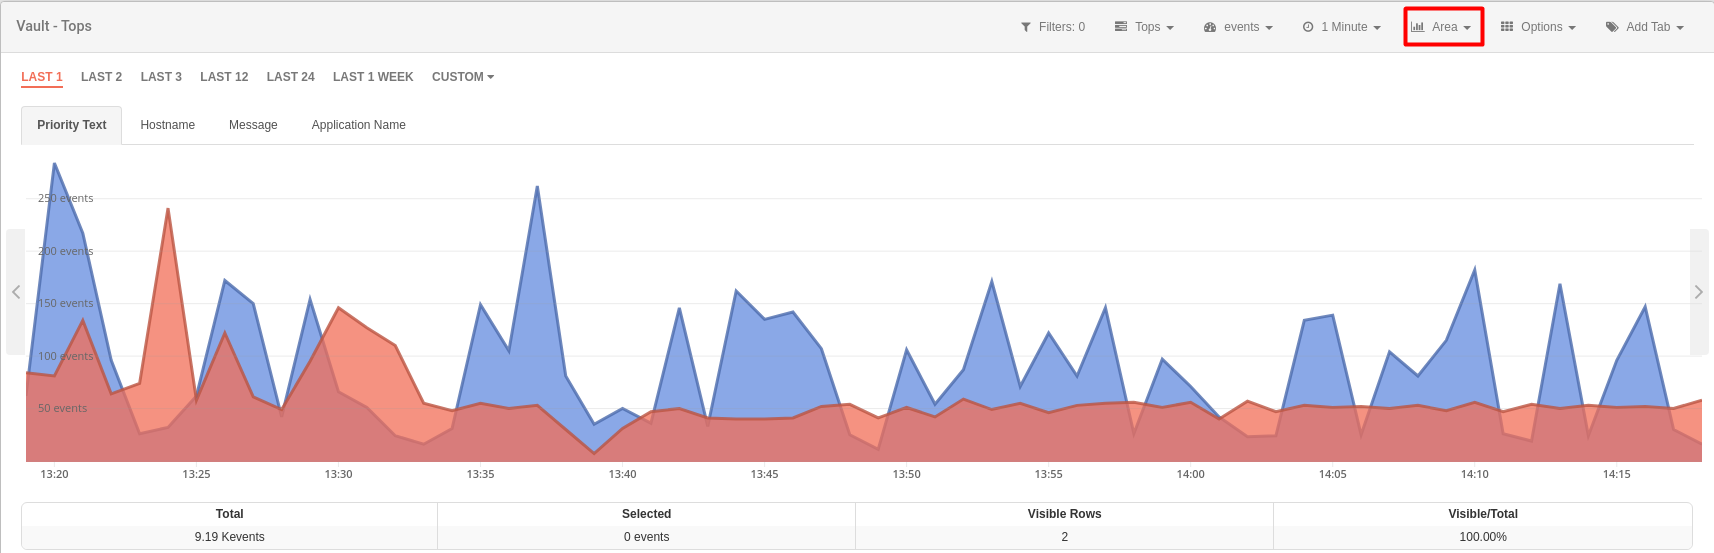 Vault - Tops
Filters: 0 Tops events 1 Minute Area Options Add Tab
LAST 1 LAST 2 LAST 3 LAST 12 LAST 24 LAST 1 WEEK CUSTOM
Priority Text Hostname Message Application Name
250 events
200 events
150 events
100 events
50 events
13:20 13:25 13:30 13:35 13:40 13:45 13:50 13:55 14:00 14:05 14:10 14:15
Total Selected Visible Rows Visible/Total
9.19 Kevents 0 events 2 100.00%